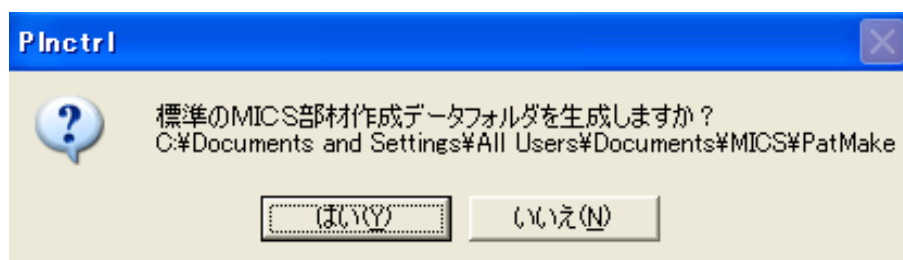 Plnctrl
標準のMICS部材作成データフォルダを生成しますか？
C:¥Documents and Settings¥All Users¥Documents¥MICS¥PatMake
はい(Y)
いいえ(N)